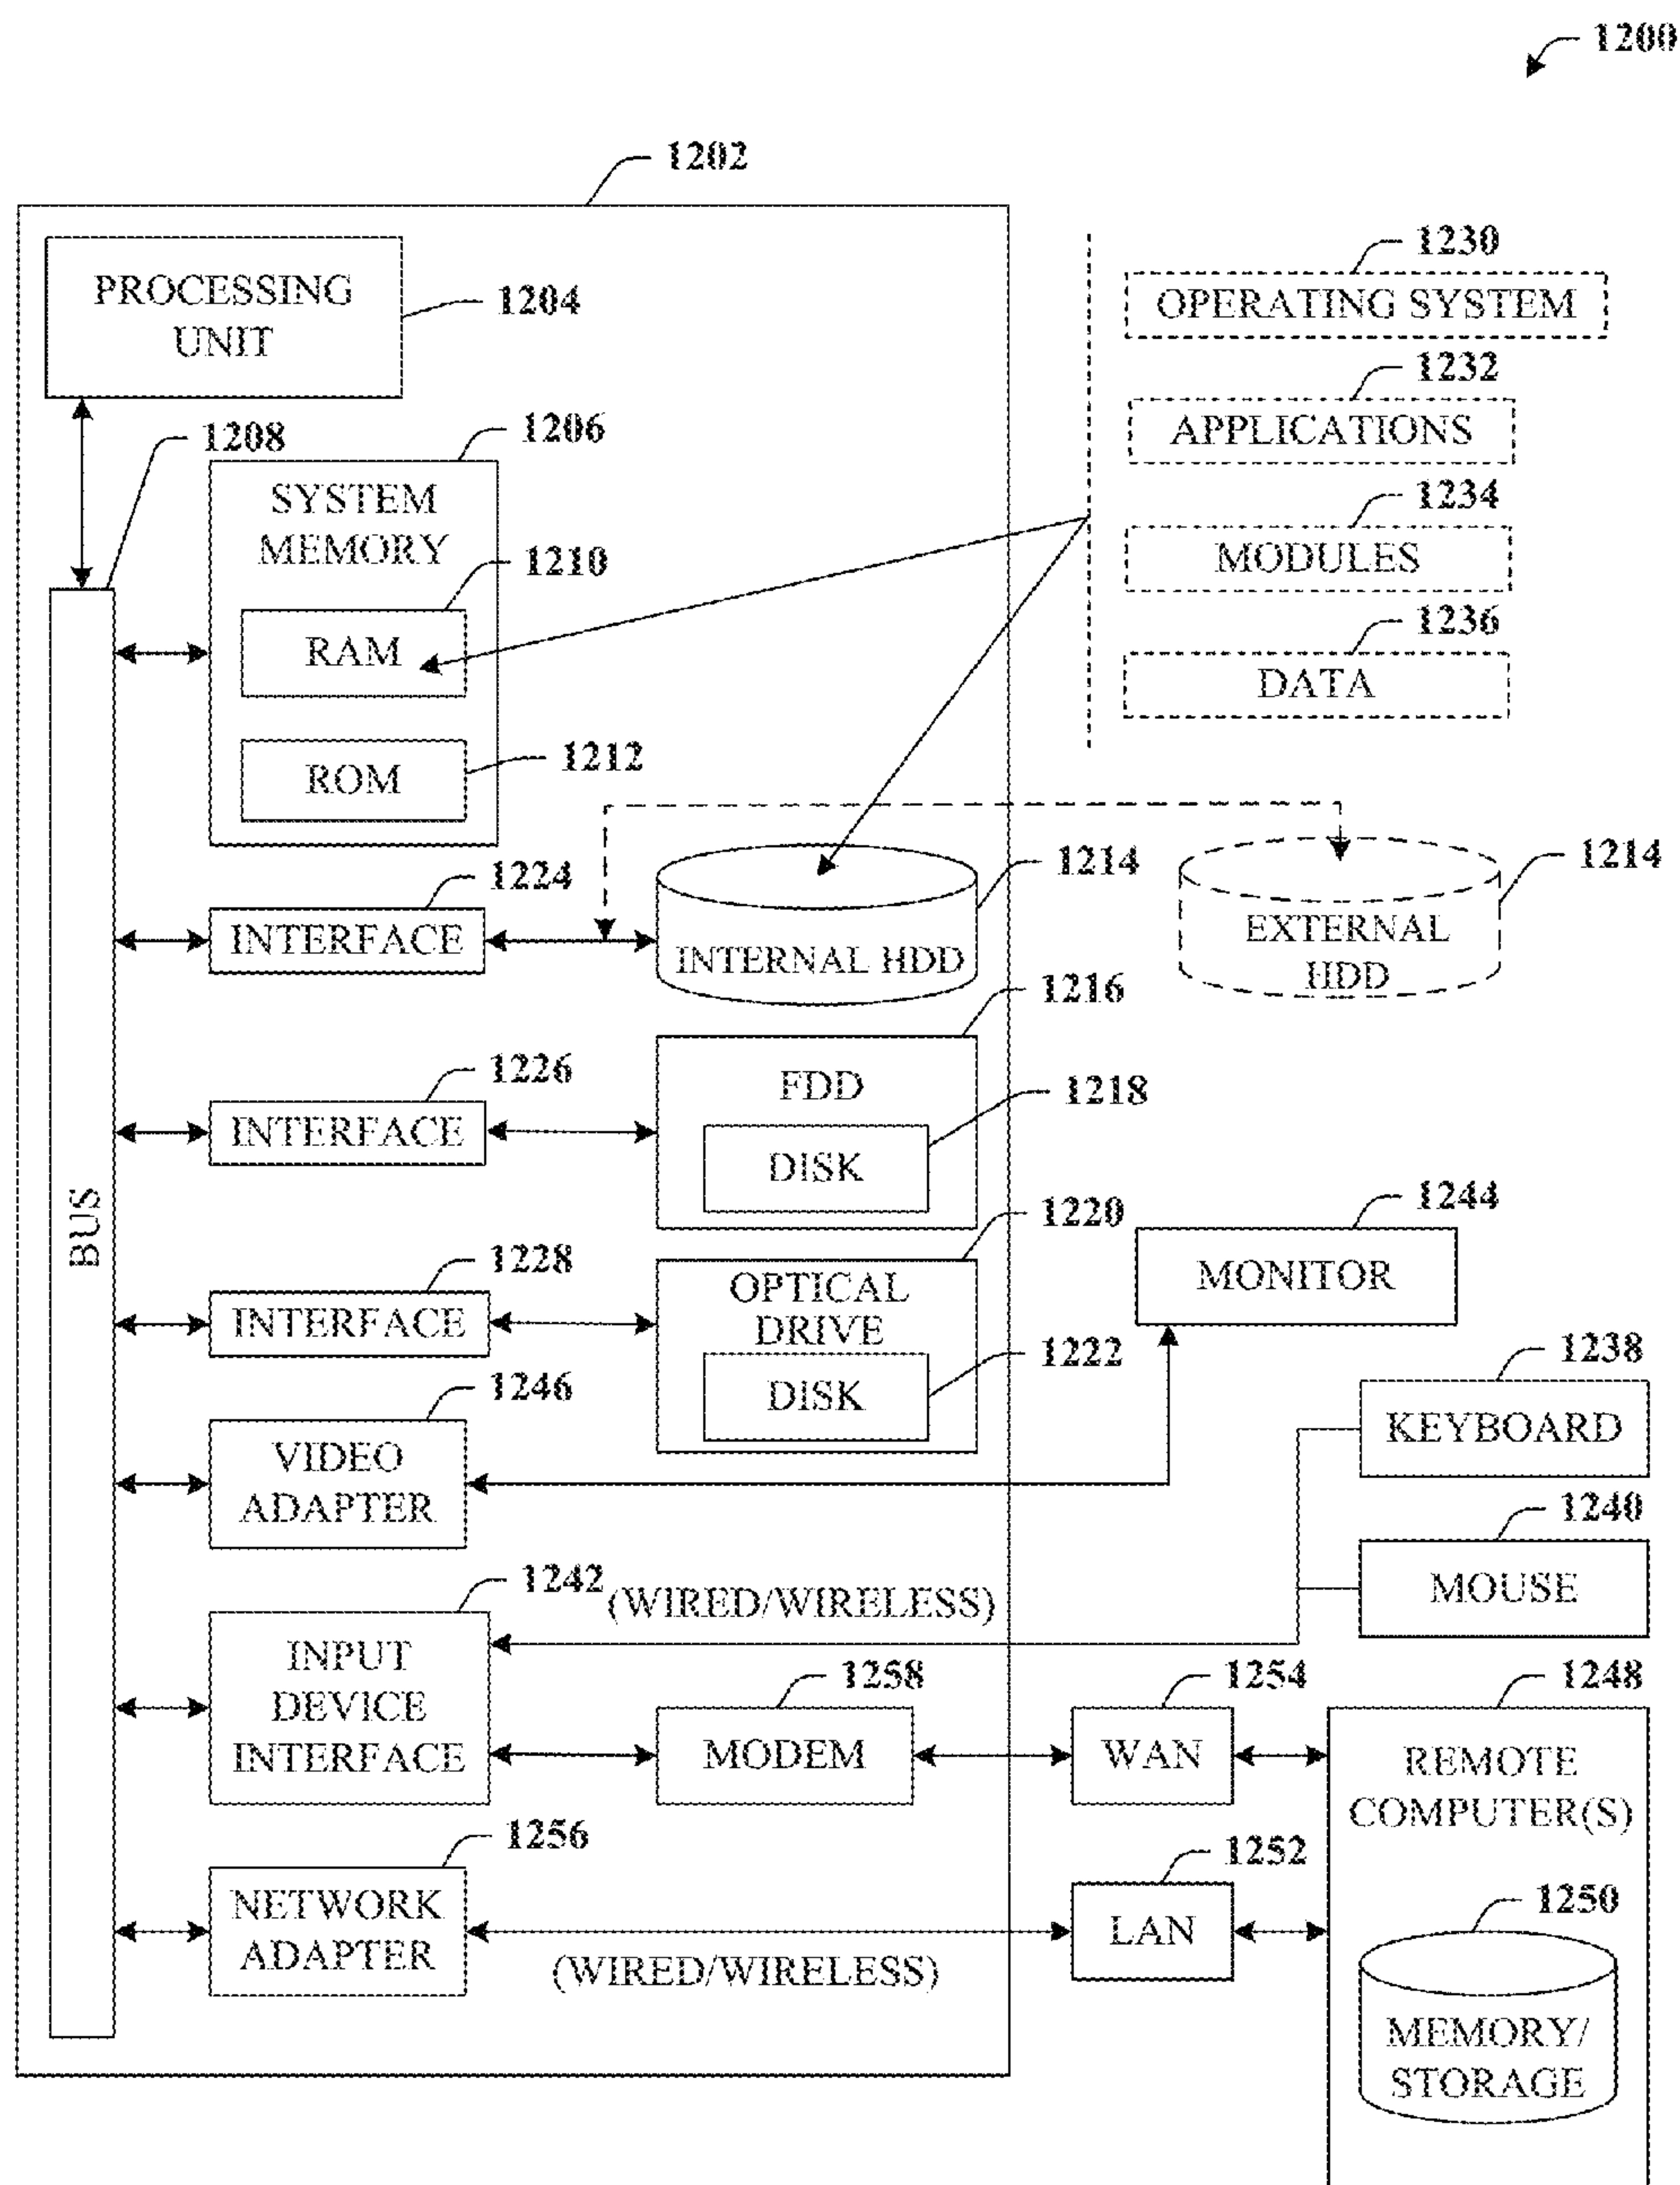 1200
1202
PROCESSING
UNIT
1204
1230
OPERATING SYSTEM
1232
APPLICATIONS
1234
MODULES
1236
DATA
1208
1206
SYSTEM
MEMORY
1210
RAM
1212
ROM
1224
INTERFACE
1214
INTERNAL HDD
1214
EXTERNAL
HDD
1216
FDD
1226
INTERFACE
1218
DISK
BUS
1220
OPTICAL
DRIVE
1228
INTERFACE
1222
DISK
1244
MONITOR
1246
VIDEO
ADAPTER
1238
KEYBOARD
1240
MOUSE
1242
(WIRED/WIRELESS)
INPUT
DEVICE
INTERFACE
1258
MODEM
1254
WAN
1248
REMOTE
COMPUTER(S)
1256
NETWORK
ADAPTER
(WIRED/WIRELESS)
1252
LAN
1250
MEMORY/
STORAGE